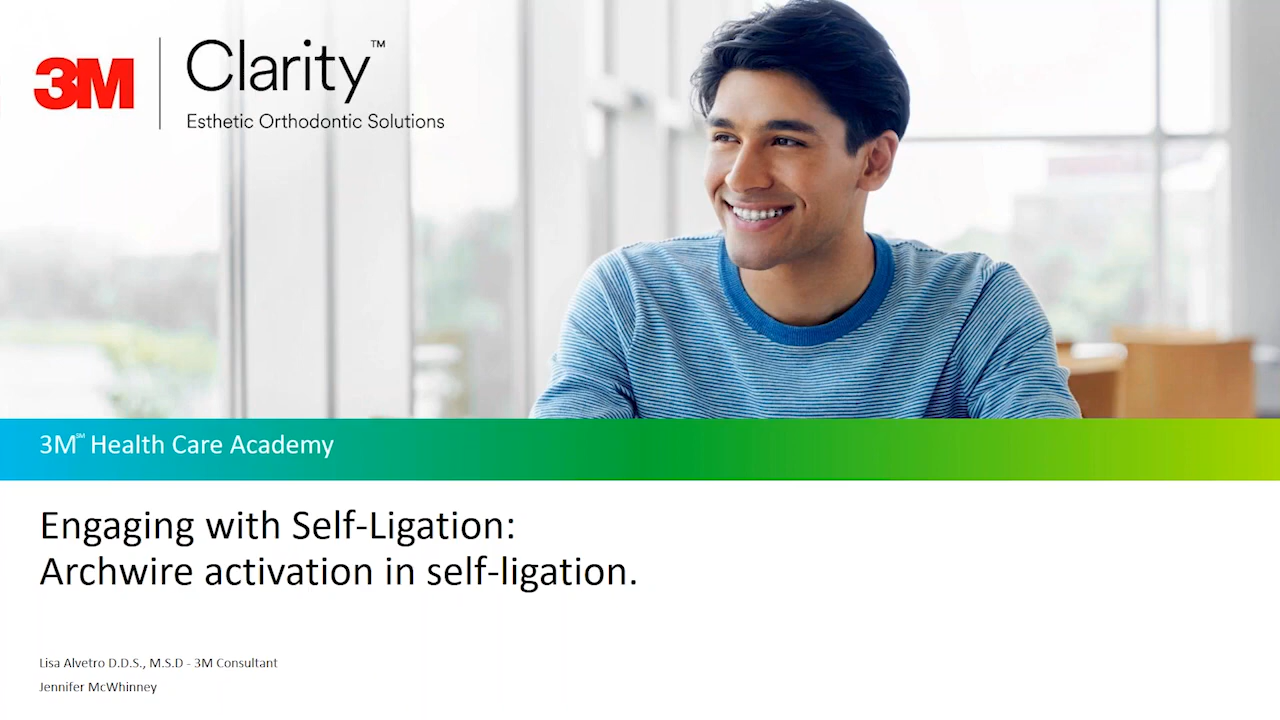 3M
Clarity™
Esthetic Orthodontic Solutions
3M℠ Health Care Academy
Engaging with Self-Ligation:
Archwire activation in self-ligation.
Lisa Alvetro D.D.S., M.S.D - 3M Consultant
Jennifer McWhinney